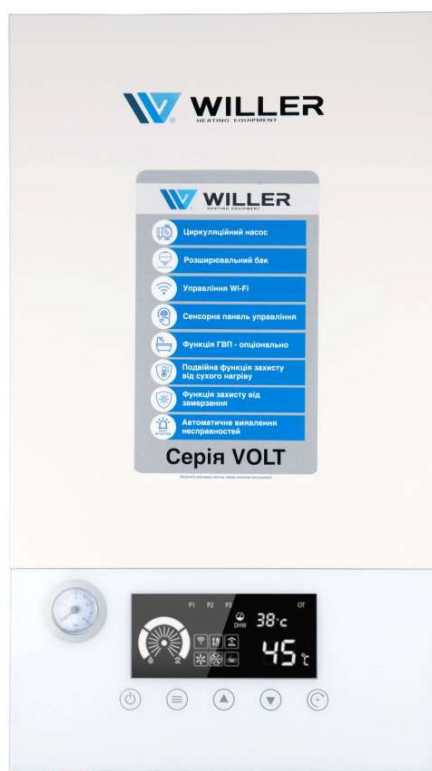 WILLER
HEATING EQUIPMENT
WILLER
HEATING EQUIPMENT
Циркуляційний насос
Розширювальний бак
Управління Wi-Fi
Сенсорна панель управління
Функція ГВП - опціонально
Подвійна функція захисту
від сухого нагріву
Функція захисту від
замерзання
Автоматичне виявлення
несправностей
Серія VOLT
P1 P2 P3 OT
DHW 38°c
45°c